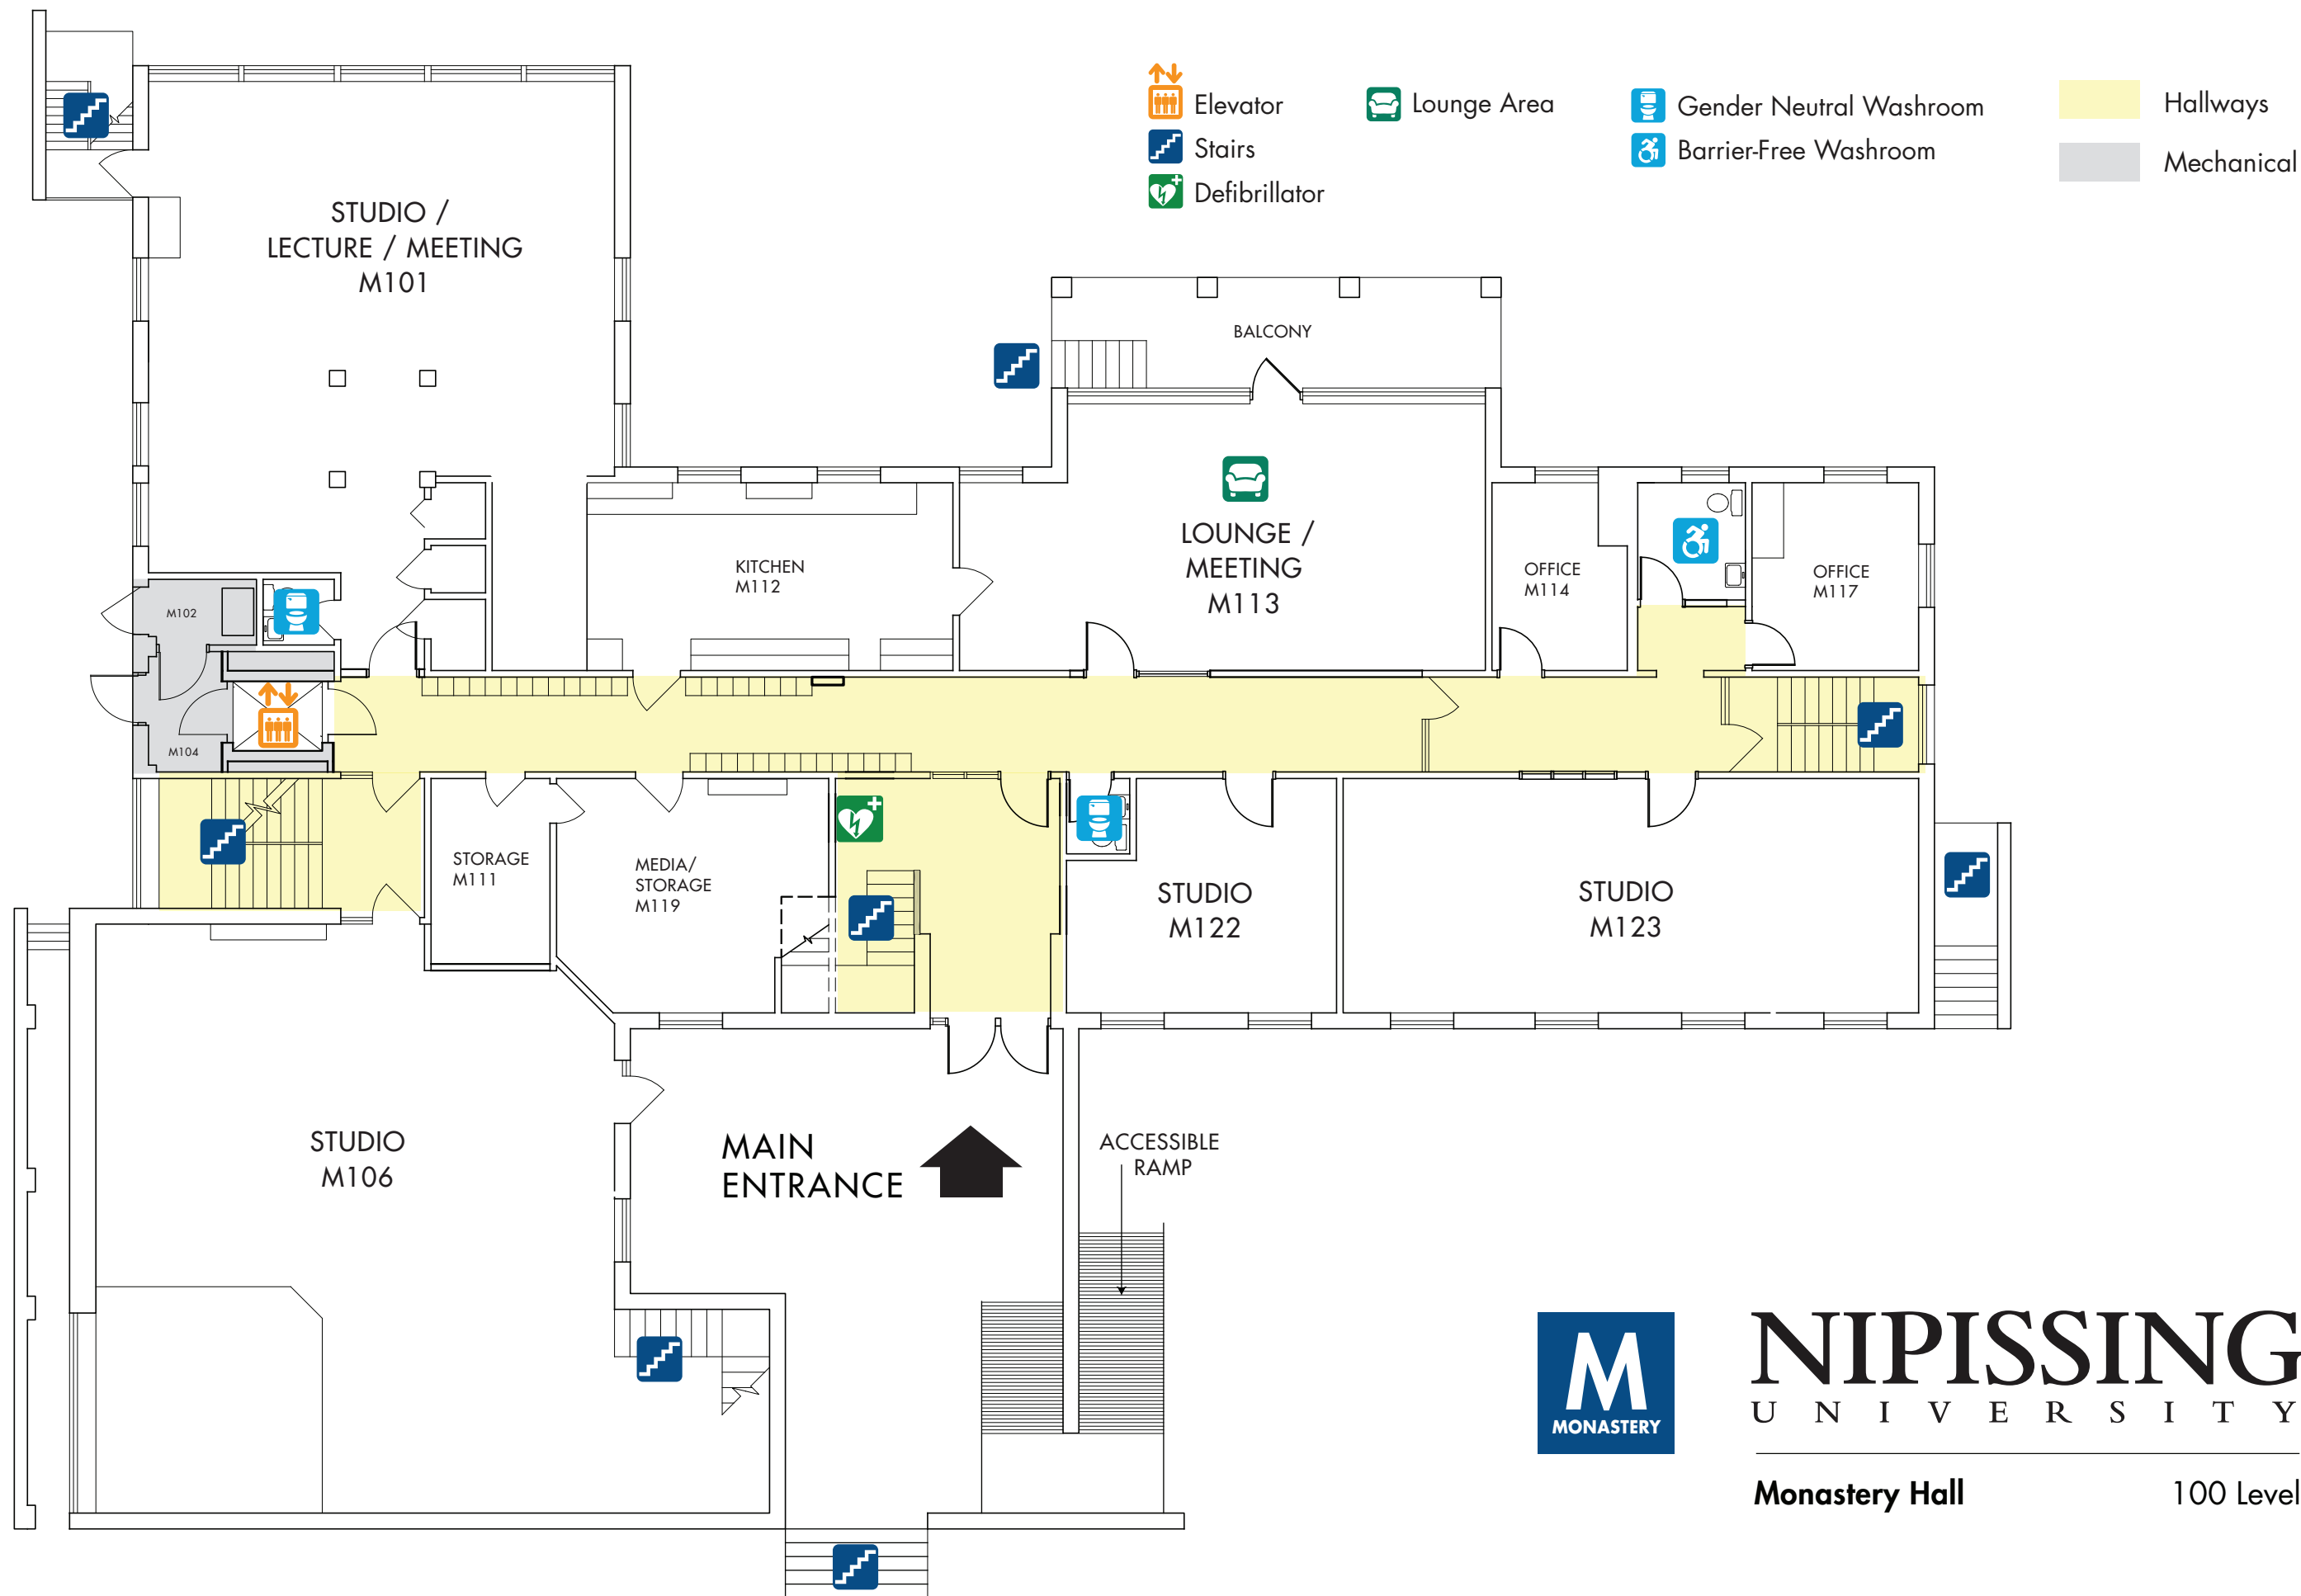 Elevator
Stairs
Defibrillator
Lounge Area
Gender Neutral Washroom
Barrier-Free Washroom
Hallways
Mechanical
STUDIO /
LECTURE / MEETING
M101
BALCONY
LOUNGE /
MEETING
M113
KITCHEN
M112
OFFICE
M114
OFFICE
M117
M102
M104
STORAGE
M111
MEDIA/
STORAGE
M119
STUDIO
M122
STUDIO
M123
STUDIO
M106
MAIN
ENTRANCE
ACCESSIBLE
RAMP
M
MONASTERY
NIPISSING
UNIVERSITY
Monastery Hall
100 Level